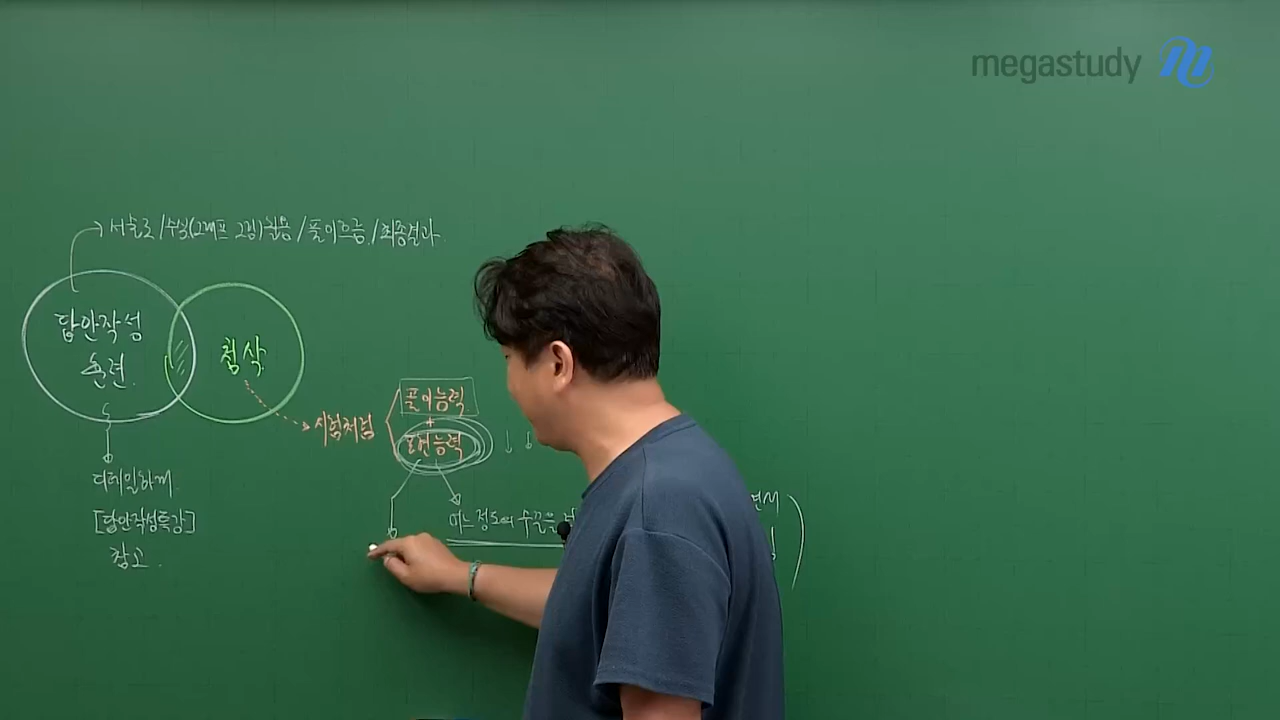 megastudy
서술로 / 수식(그래프 그림) 활용 / 풀이흐름 / 최종결과
답안작성
훈련.
첨삭
시험처럼
풀이능력
+
표현능력
디테일하게
[답안작성특강]
참고.
어느 정도의 수준을
면서